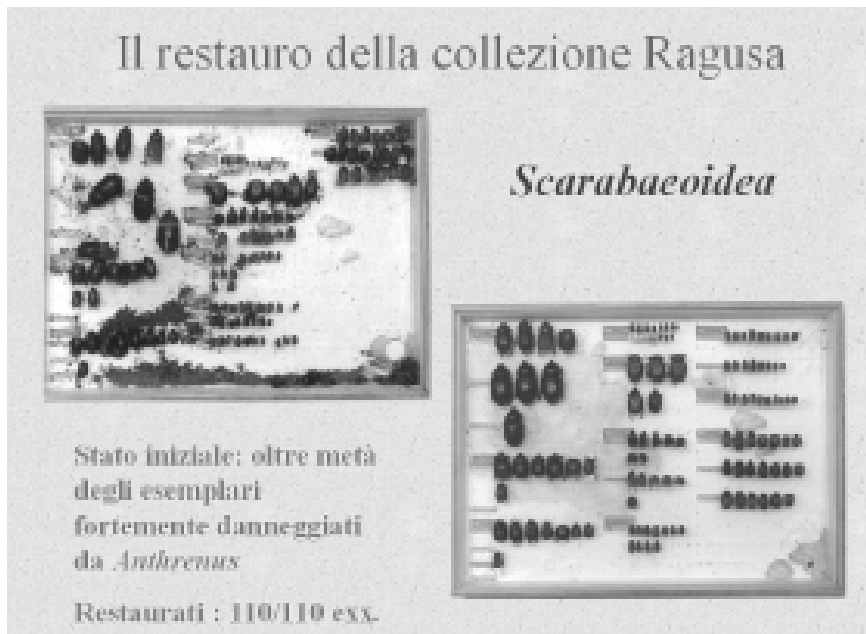 Il restauro della collezione Ragusa
Scarabaeoidea
Stato iniziale: oltre metà
degli esemplari
fortemente danneggiati
da Anthrenus
Restaurati : 110/110 exx.